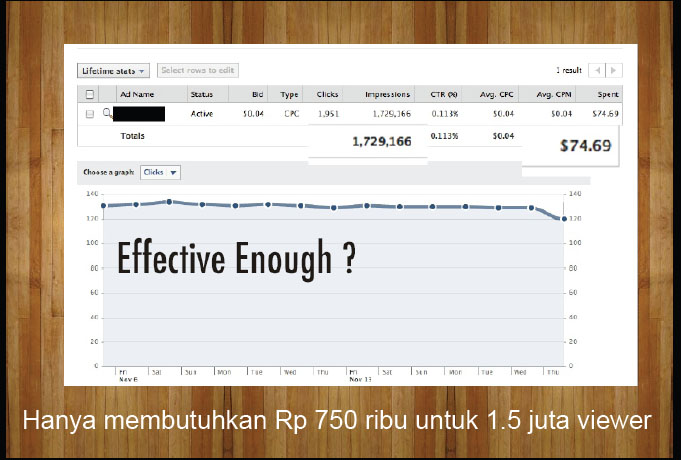 Lifetime stats Select rows to edit 1 result
Ad Name Status Bid Type Clicks Impressions CTR (%) Avg. CPC Avg. CPM Spent
Active $0.04 CPC 1,951 1,729,166 0.113% $0.04 $0.04 $74.69
Totals 1,729,166 0.113% $0.04 $74.69
Choose a graph: Clicks
140 140
120 120
100 100
Effective Enough ?
80 80
60 60
40 40
20 20
0 0
Fri Sat Sun Mon Tue Wed Thu Fri Sat Sun Mon Tue Wed Thu
Nov 6 Nov 13
Hanya membutuhkan Rp 750 ribu untuk 1.5 juta viewer